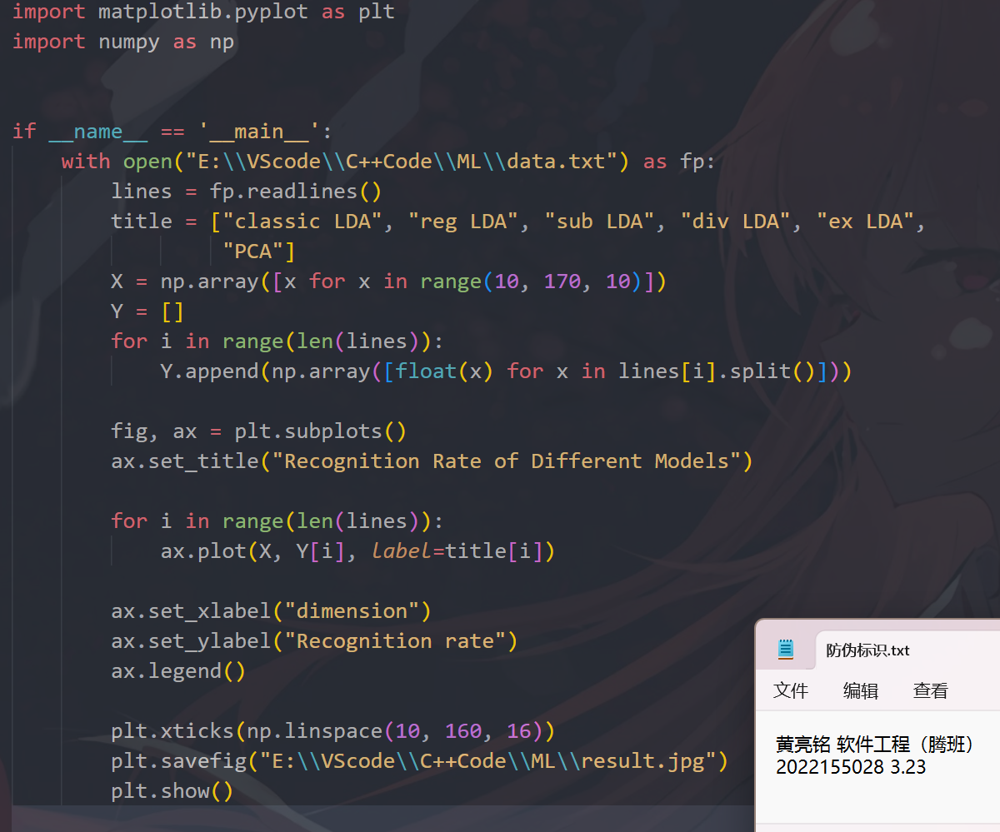 import matplotlib.pyplot as plt
import numpy as np
if __name__ == '__main__':
    with open("E:\\VScode\\C++Code\\ML\\data.txt") as fp:
        lines = fp.readlines()
        title = ["classic LDA", "reg LDA", "sub LDA", "div LDA", "ex LDA",
                 "PCA"]
        X = np.array([x for x in range(10, 170, 10)])
        Y = []
        for i in range(len(lines)):
            Y.append(np.array([float(x) for x in lines[i].split()]))
        fig, ax = plt.subplots()
        ax.set_title("Recognition Rate of Different Models")
        for i in range(len(lines)):
            ax.plot(X, Y[i], label=title[i])
        ax.set_xlabel("dimension")
        ax.set_ylabel("Recognition rate")
        ax.legend()
        plt.xticks(np.linspace(10, 160, 16))
        plt.savefig("E:\\VScode\\C++Code\\ML\\result.jpg")
        plt.show()
防伪标识.txt
文件 编辑 查看
黄亮铭 软件工程（腾班）
2022155028 3.23